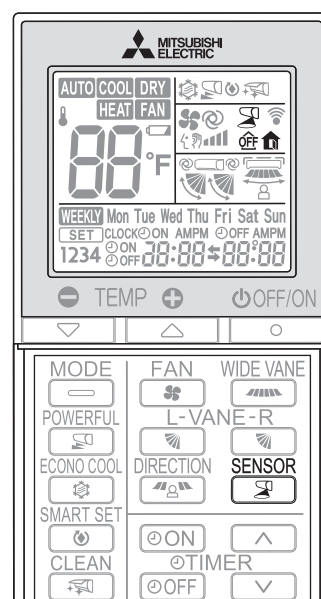 MITSUBISHI
ELECTRIC
AUTO COOL DRY
HEAT FAN
OFF
88°F
WEEKLY Mon Tue Wed Thu Fri Sat Sun
SET CLOCK ON AM PM OFF AM PM
1234 ON OFF 88:88 88:88
TEMP OFF/ON
MODE FAN WIDE VANE
POWERFUL L-VANE-R
ECONO COOL DIRECTION SENSOR
SMART SET
ON
CLEAN TIMER
OFF